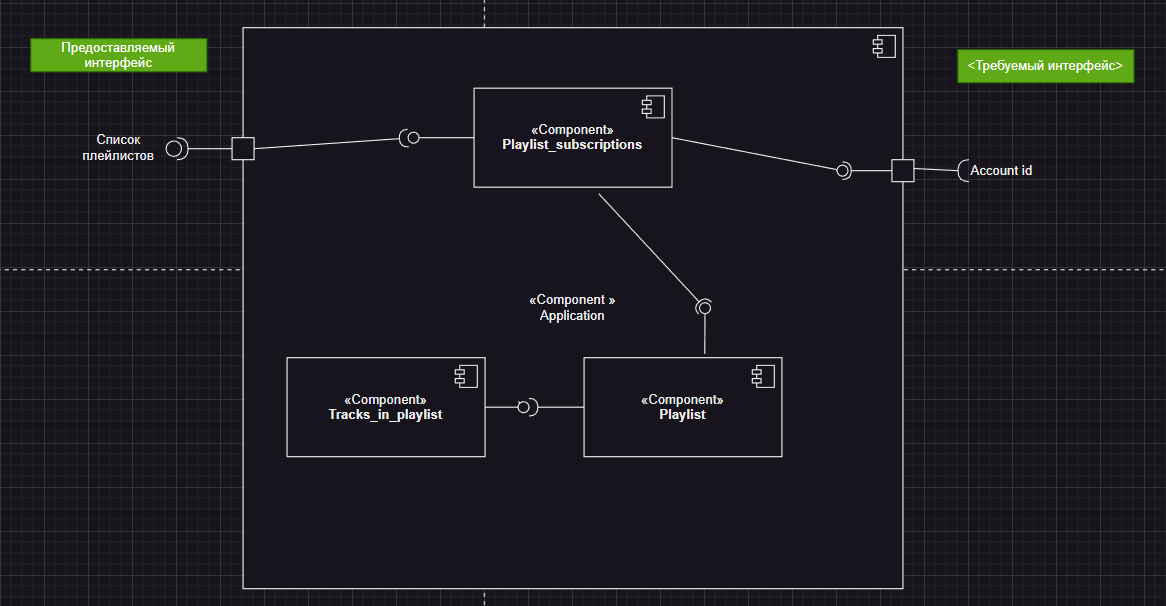 Предоставляемый
интерфейс
<Требуемый интерфейс>
Список
плейлистов
«Component»
Playlist_subscriptions
Account id
«Component »
Application
«Component»
Tracks_in_playlist
«Component»
Playlist